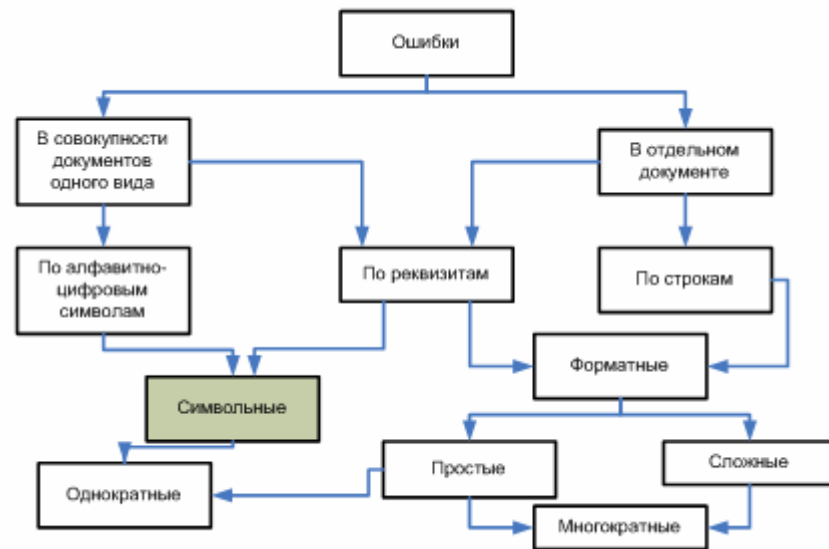 Ошибки
В совокупности
документов
одного вида
В отдельном
документе
По алфавитно-
цифровым
символам
По реквизитам
По строкам
Форматные
Символьные
Простые
Сложные
Однократные
Многократные